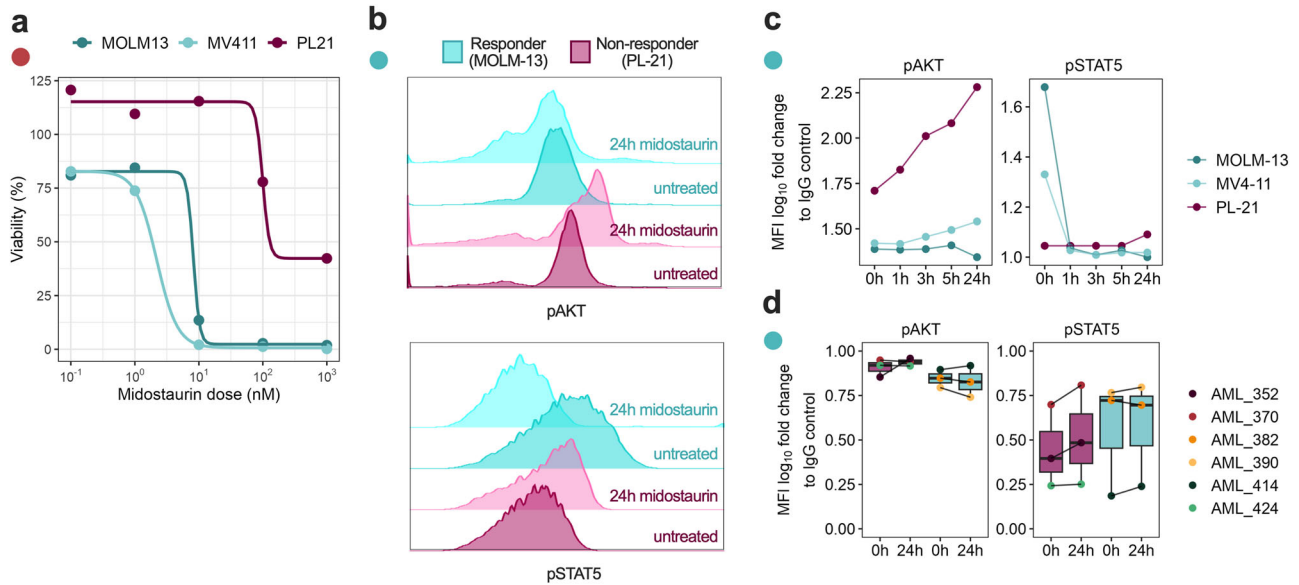 a
MOLM13 MV411 PL21
Viability (%)
125
100
75
50
25
0
10⁻¹ 10⁰ 10¹ 10² 10³
Midostaurin dose (nM)
b
Responder (MOLM-13)
Non-responder (PL-21)
24h midostaurin
untreated
24h midostaurin
untreated
pAKT
24h midostaurin
untreated
24h midostaurin
untreated
pSTAT5
c
pAKT pSTAT5
MFI log₁₀ fold change
to IgG control
2.25
2.00
1.75
1.50
0h 1h 3h 5h 24h
1.6
1.4
1.2
1.0
0h 1h 3h 5h 24h
MOLM-13
MV4-11
PL-21
d
pAKT pSTAT5
MFI log₁₀ fold change
to IgG control
1.00
0.75
0.50
0.25
0.00
0h 24h 0h 24h
1.00
0.75
0.50
0.25
0.00
0h 24h 0h 24h
AML_352
AML_370
AML_382
AML_390
AML_414
AML_424